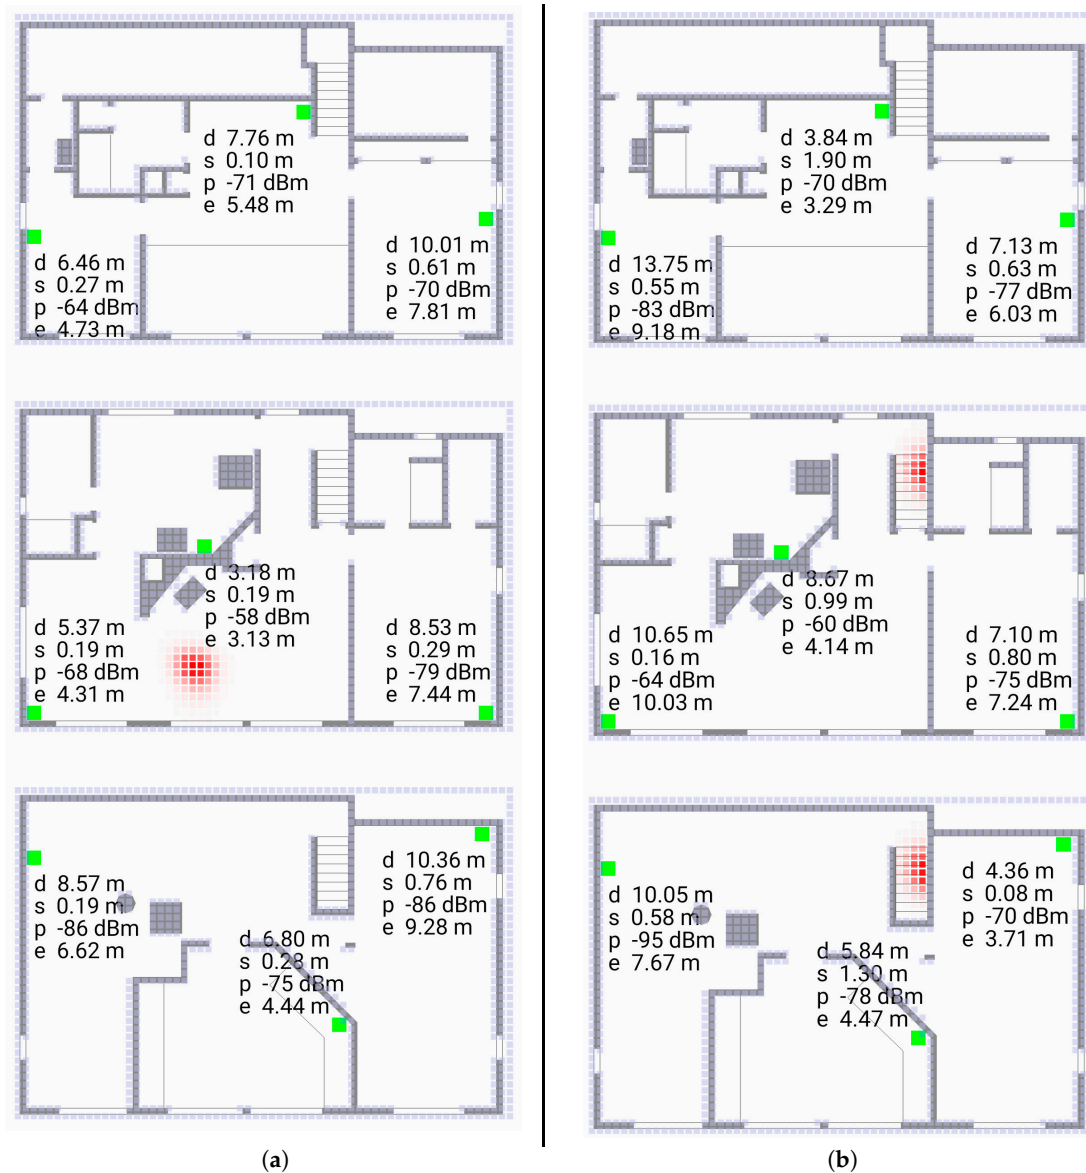 d 7.76 m
s 0.10 m
p -71 dBm
e 5.48 m
d 6.46 m
s 0.27 m
p -64 dBm
e 4.73 m
d 10.01 m
s 0.61 m
p -70 dBm
e 7.81 m
d 3.18 m
s 0.19 m
p -58 dBm
e 3.13 m
d 5.37 m
s 0.19 m
p -68 dBm
e 4.31 m
d 8.53 m
s 0.29 m
p -79 dBm
e 7.44 m
d 8.57 m
s 0.19 m
p -86 dBm
e 6.62 m
d 6.80 m
s 0.28 m
p -75 dBm
e 4.44 m
d 10.36 m
s 0.76 m
p -86 dBm
e 9.28 m
(a)
d 3.84 m
s 1.90 m
p -70 dBm
e 3.29 m
d 13.75 m
s 0.55 m
p -83 dBm
e 9.18 m
d 7.13 m
s 0.63 m
p -77 dBm
e 6.03 m
d 8.67 m
s 0.99 m
p -60 dBm
e 4.14 m
d 10.65 m
s 0.16 m
p -64 dBm
e 10.03 m
d 7.10 m
s 0.80 m
p -75 dBm
e 7.24 m
d 10.05 m
s 0.58 m
p -95 dBm
e 7.67 m
d 5.84 m
s 1.30 m
p -78 dBm
e 4.47 m
d 4.36 m
s 0.08 m
p -70 dBm
e 3.71 m
(b)